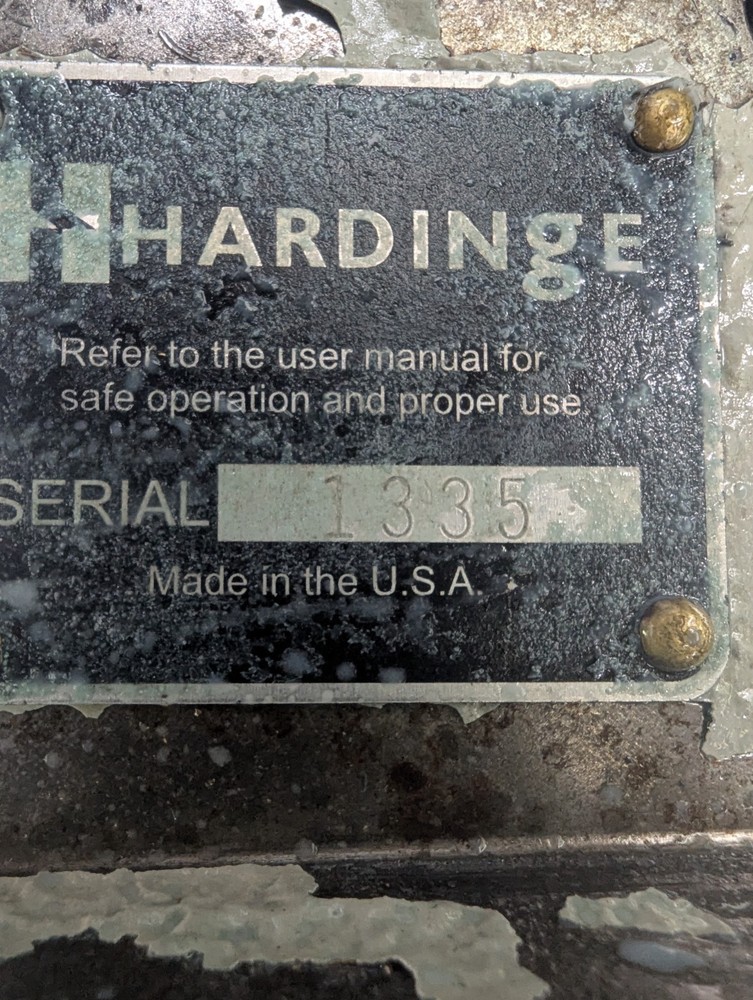 H HARDINgE
Refer to the user manual for
safe operation and proper use
SERIAL 1335
Made in the U.S.A.